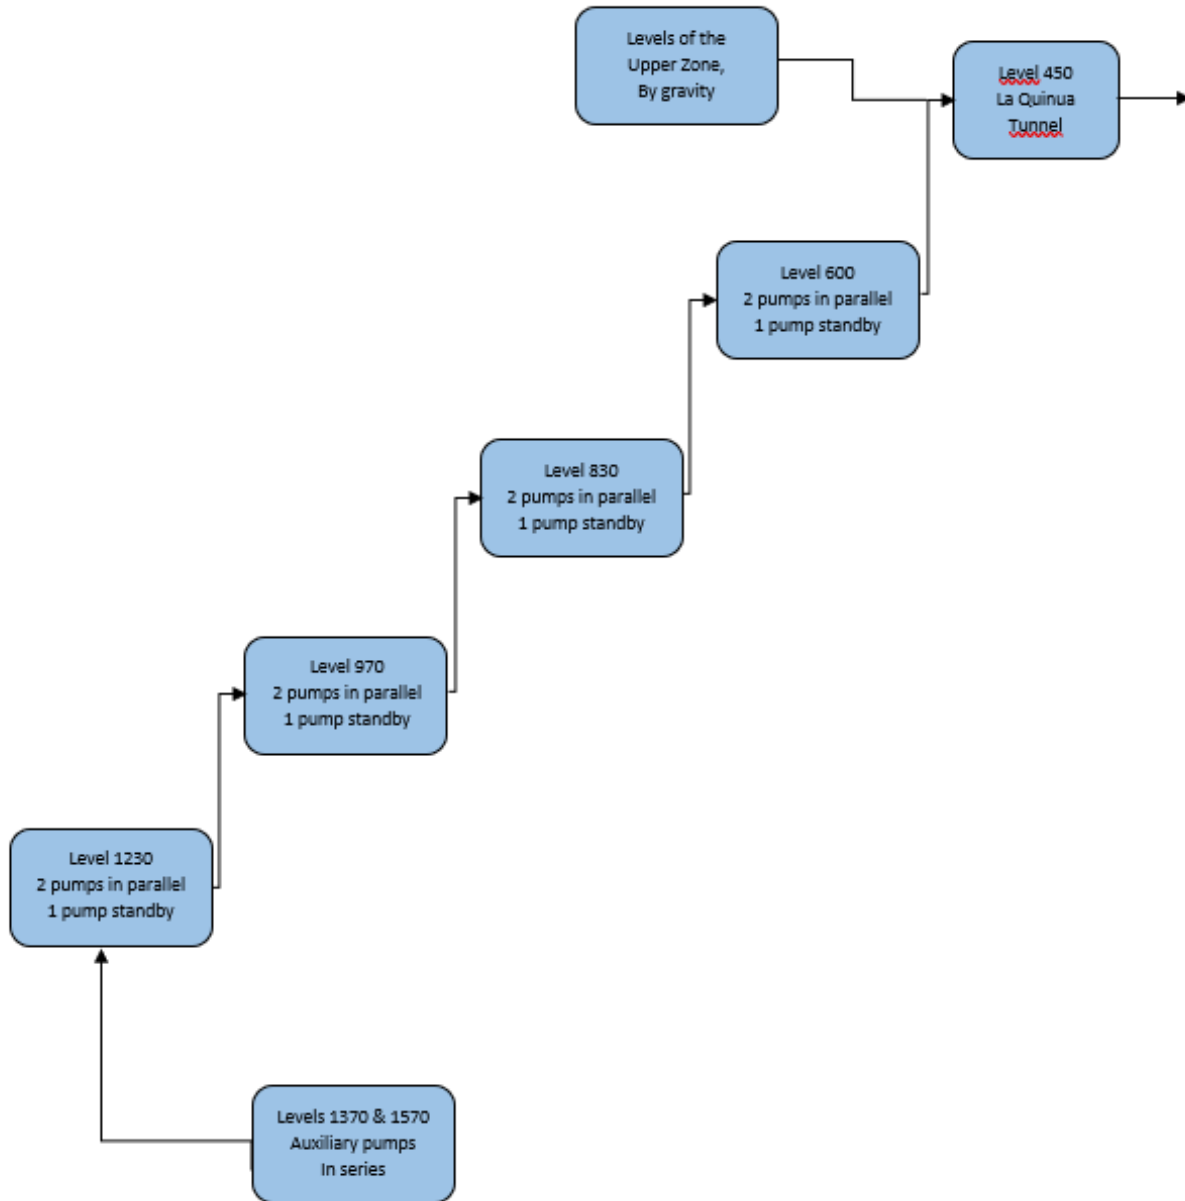 Levels of the
Upper Zone,
By gravity
Level 450
La Quinua
Tunnel
Level 600
2 pumps in parallel
1 pump standby
Level 830
2 pumps in parallel
1 pump standby
Level 970
2 pumps in parallel
1 pump standby
Level 1230
2 pumps in parallel
1 pump standby
Levels 1370 & 1570
Auxiliary pumps
In series